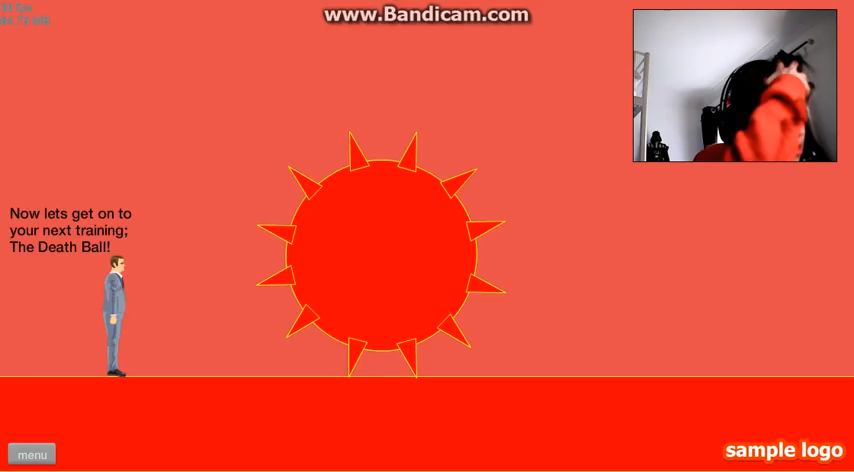 www.Bandicam.com
Now lets get on to
your next training;
The Death Ball!
menu
sample logo